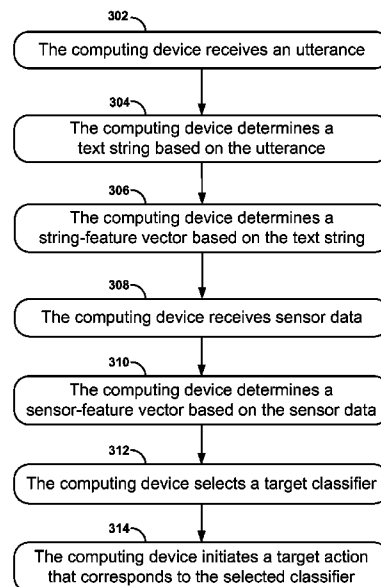 302
The computing device receives an utterance
304
The computing device determines a
text string based on the utterance
306
The computing device determines a
string-feature vector based on the text string
308
The computing device receives sensor data
310
The computing device determines a
sensor-feature vector based on the sensor data
312
The computing device selects a target classifier
314
The computing device initiates a target action
that corresponds to the selected classifier